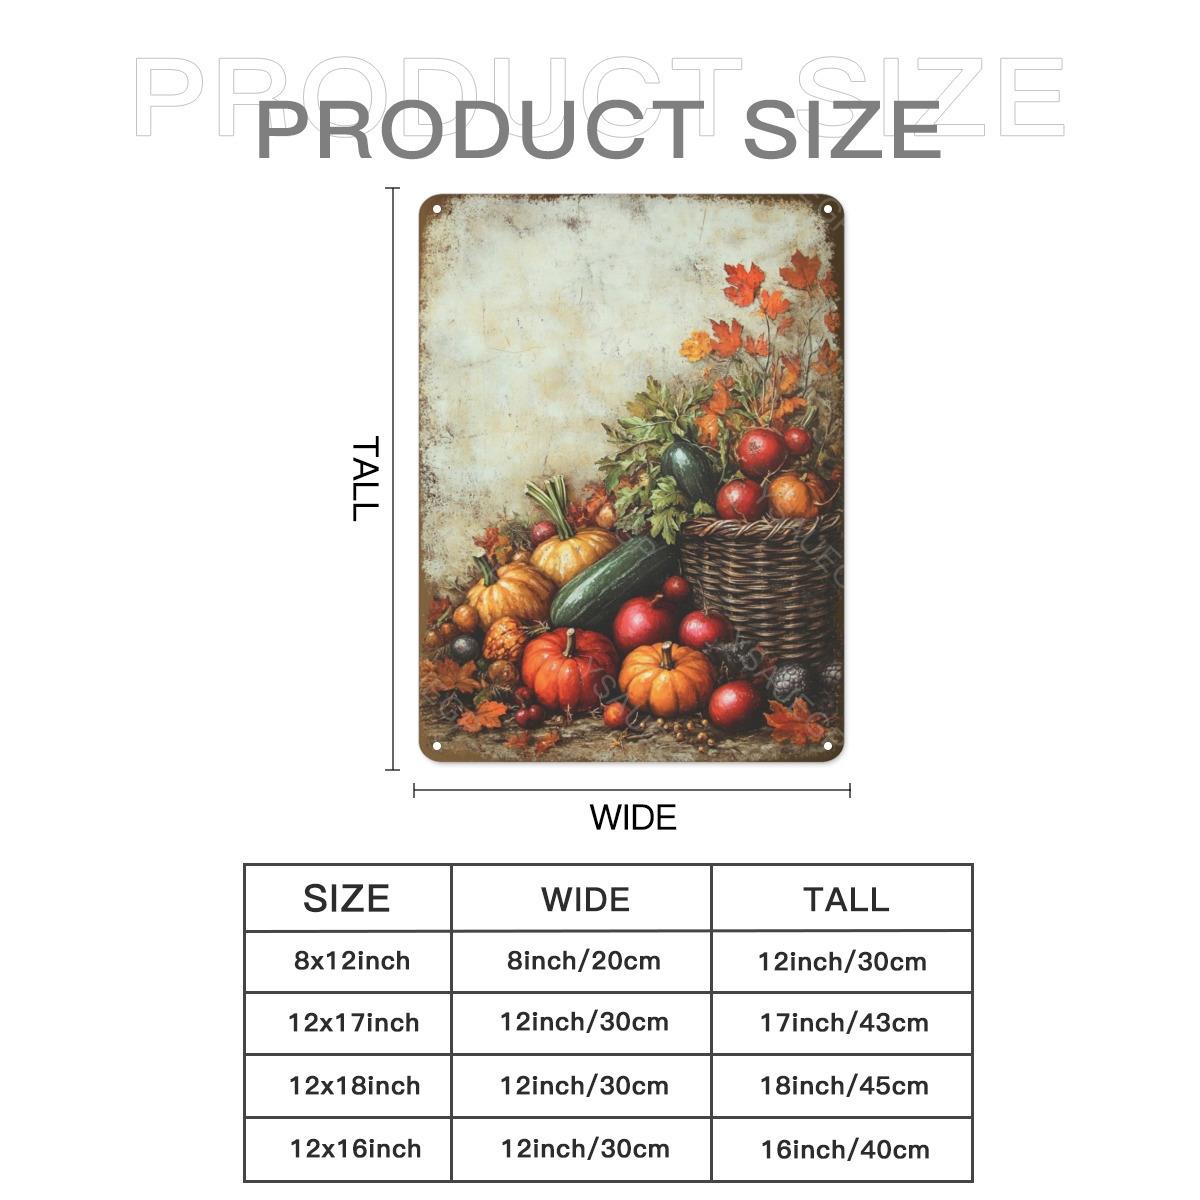 PRODUCT SIZE
PRODUCT SIZE
TALL
WIDE
SIZE WIDE TALL
8x12inch 8inch/20cm 12inch/30cm
12x17inch 12inch/30cm 17inch/43cm
12x18inch 12inch/30cm 18inch/45cm
12x16inch 12inch/30cm 16inch/40cm